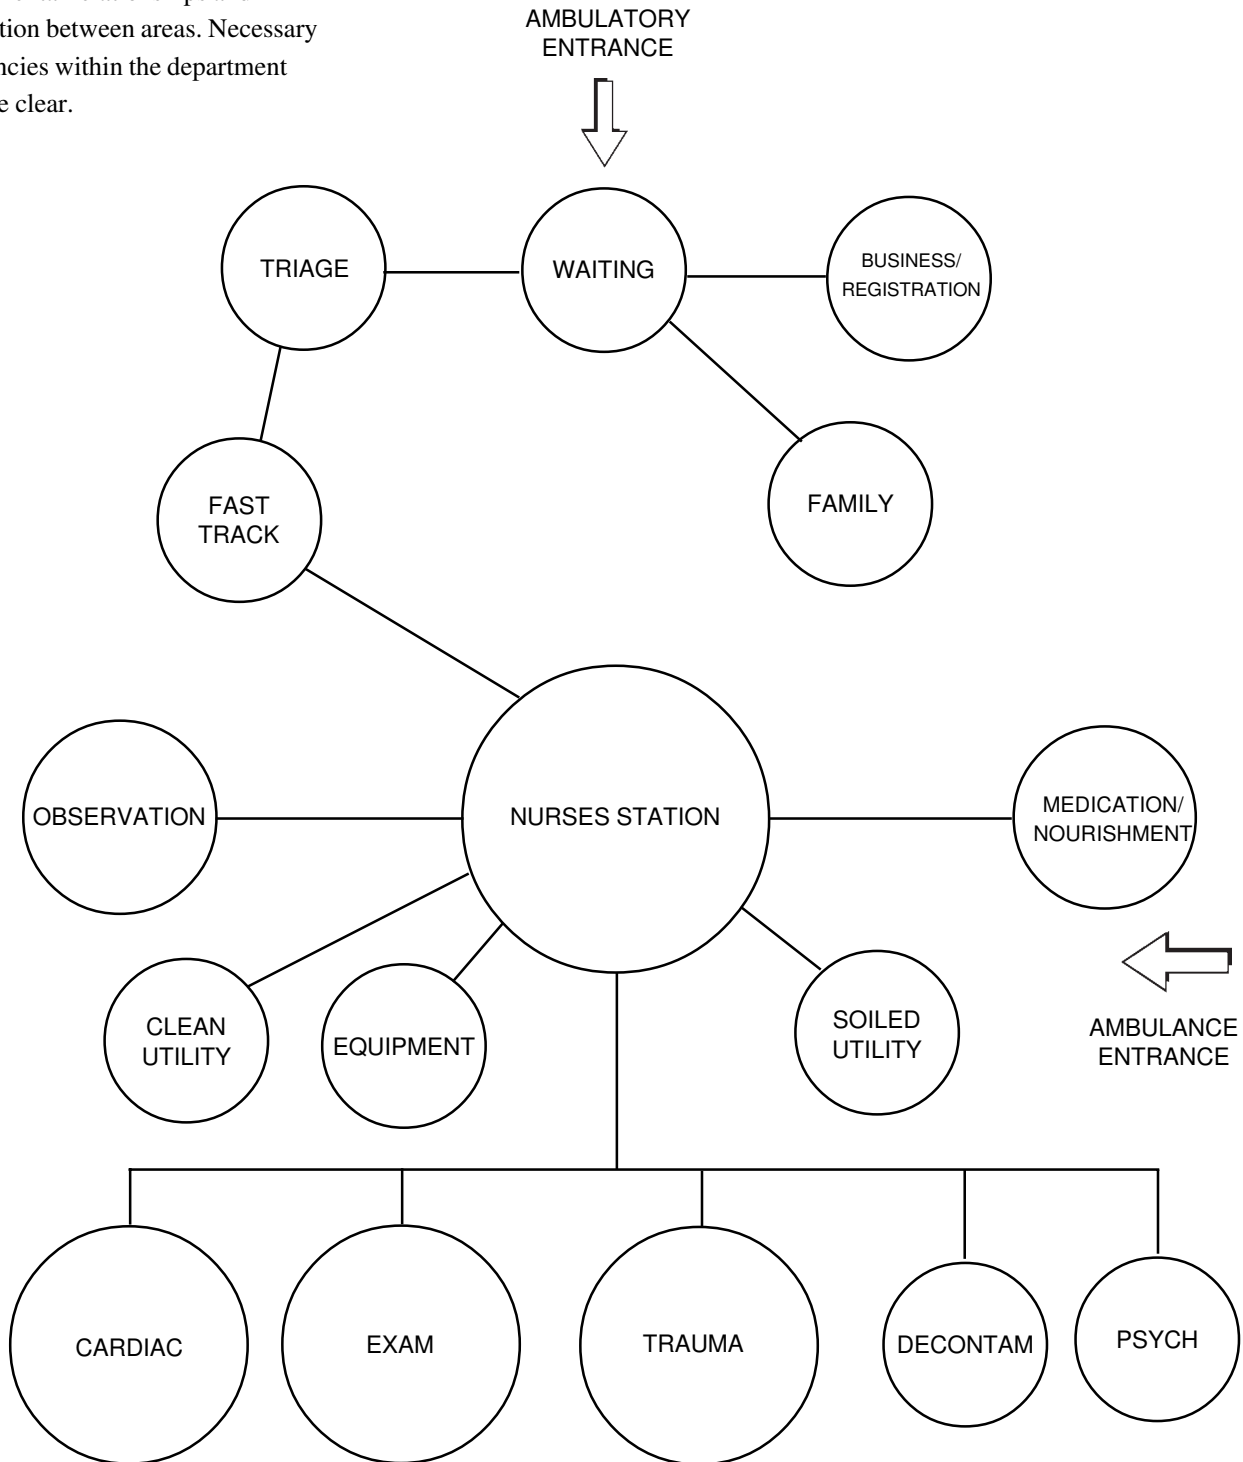 tion between areas. Necessary
ncies within the department
e clear.
AMBULATORY
ENTRANCE
TRIAGE
WAITING
BUSINESS/
REGISTRATION
FAST
TRACK
FAMILY
OBSERVATION
NURSES STATION
MEDICATION/
NOURISHMENT
CLEAN
UTILITY
EQUIPMENT
SOILED
UTILITY
AMBULANCE
ENTRANCE
CARDIAC
EXAM
TRAUMA
DECONTAM
PSYCH